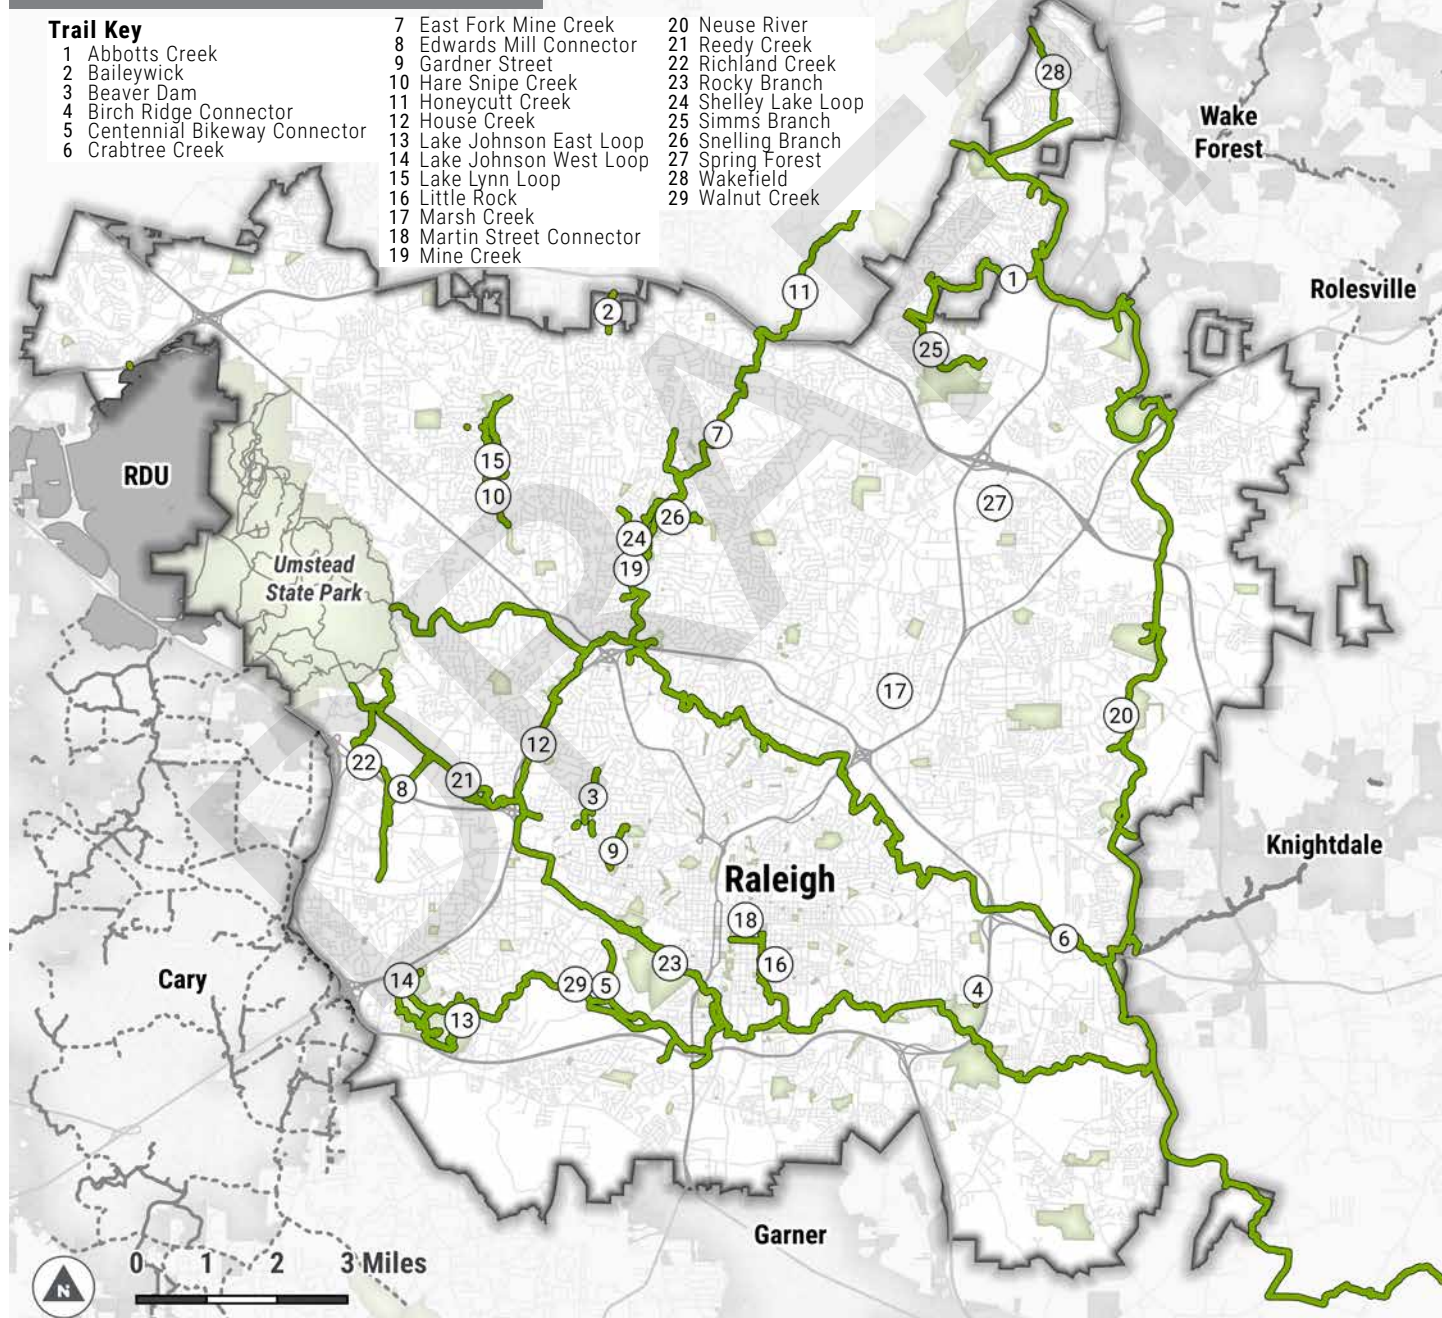 Trail Key
1 Abbotts Creek
2 Baileywick
3 Beaver Dam
4 Birch Ridge Connector
5 Centennial Bikeway Connector
6 Crabtree Creek
7 East Fork Mine Creek
8 Edwards Mill Connector
9 Gardner Street
10 Hare Snipe Creek
11 Honeycutt Creek
12 House Creek
13 Lake Johnson East Loop
14 Lake Johnson West Loop
15 Lake Lynn Loop
16 Little Rock
17 Marsh Creek
18 Martin Street Connector
19 Mine Creek
20 Neuse River
21 Reedy Creek
22 Richland Creek
23 Rocky Branch
24 Shelley Lake Loop
25 Simms Branch
26 Snelling Branch
27 Spring Forest
28 Wakefield
29 Walnut Creek
28
Wake
Forest
1
Rolesville
11
2
25
7
15
10
RDU
27
26
24
19
Umstead
State Park
17
20
12
22
21
8
3
9
Knightdale
Raleigh
18
6
23
16
Cary
14
29
5
4
13
Garner
0 1 2 3 Miles
N
DRAFT